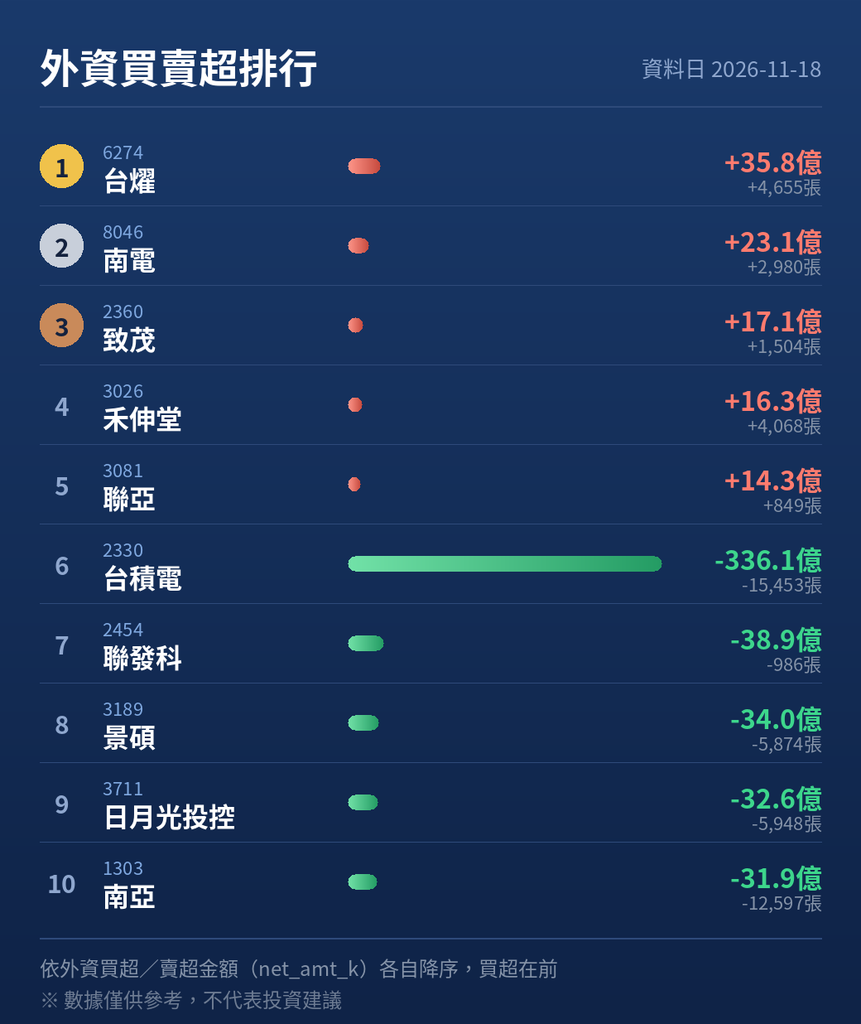 外資買賣超排行
資料日 2026-11-18
1
6274
台燿
+35.8億
+4,655張
2
8046
南電
+23.1億
+2,980張
3
2360
致茂
+17.1億
+1,504張
4
3026
禾伸堂
+16.3億
+4,068張
5
3081
聯亞
+14.3億
+849張
6
2330
台積電
-336.1億
-15,453張
7
2454
聯發科
-38.9億
-986張
8
3189
景碩
-34.0億
-5,874張
9
3711
日月光投控
-32.6億
-5,948張
10
1303
南亞
-31.9億
-12,597張
依外資買超／賣超金額（net_amt_k）各自降序，買超在前
※ 數據僅供參考，不代表投資建議